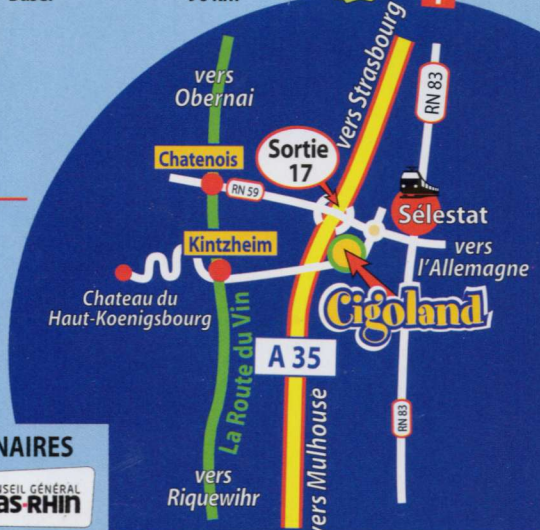 vers Strasbourg
vers
Obernai
RN 83
Chatenois
Sortie
17
RN 59
Sélestat
Kintzheim
vers
l'Allemagne
Chateau du
Haut-Koenigsbourg
Cigoland
La Route du Vin
A 35
RN 83
vers Mulhouse
vers
Riquewihr
NAIRES
SEIL GÉNÉRAL
AS-RHIN